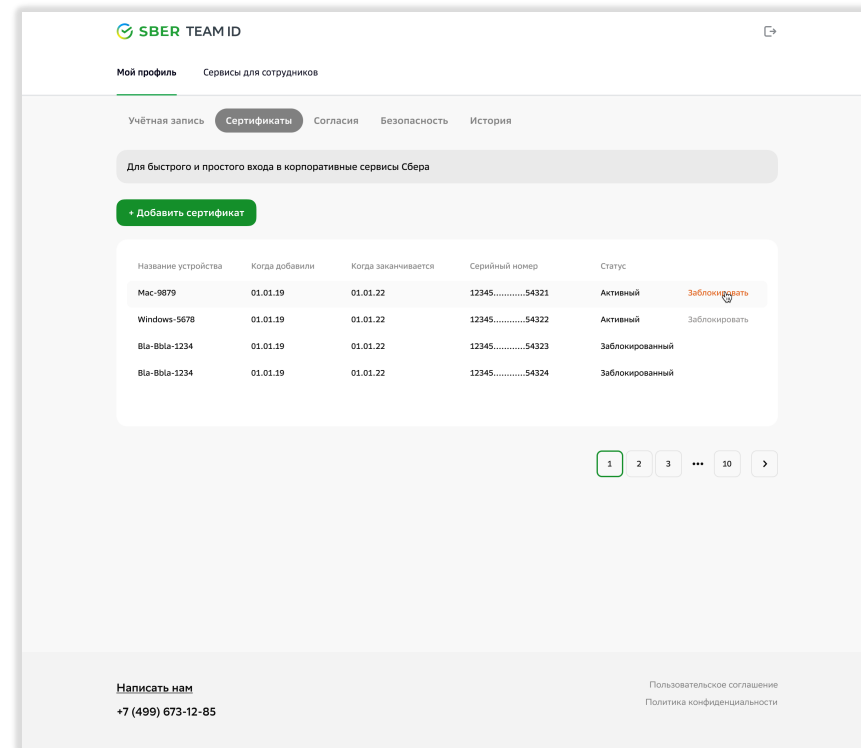 SBER TEAM ID
Мой профиль Сервисы для сотрудников
Учётная запись Сертификаты Согласия Безопасность История
Для быстрого и простого входа в корпоративные сервисы Сбера
+ Добавить сертификат
Название устройства Когда добавили Когда заканчивается Серийный номер Статус
Mac-9879 01.01.19 01.01.22 12345............54321 Активный Заблокировать
Windows-5678 01.01.19 01.01.22 12345............54322 Активный Заблокировать
Bla-Bbla-1234 01.01.19 01.01.22 12345............54323 Заблокированный
Bla-Bbla-1234 01.01.19 01.01.22 12345............54324 Заблокированный
1 2 3 ••• 10 >
Написать нам Пользовательское соглашение
+7 (499) 673-12-85 Политика конфиденциальности